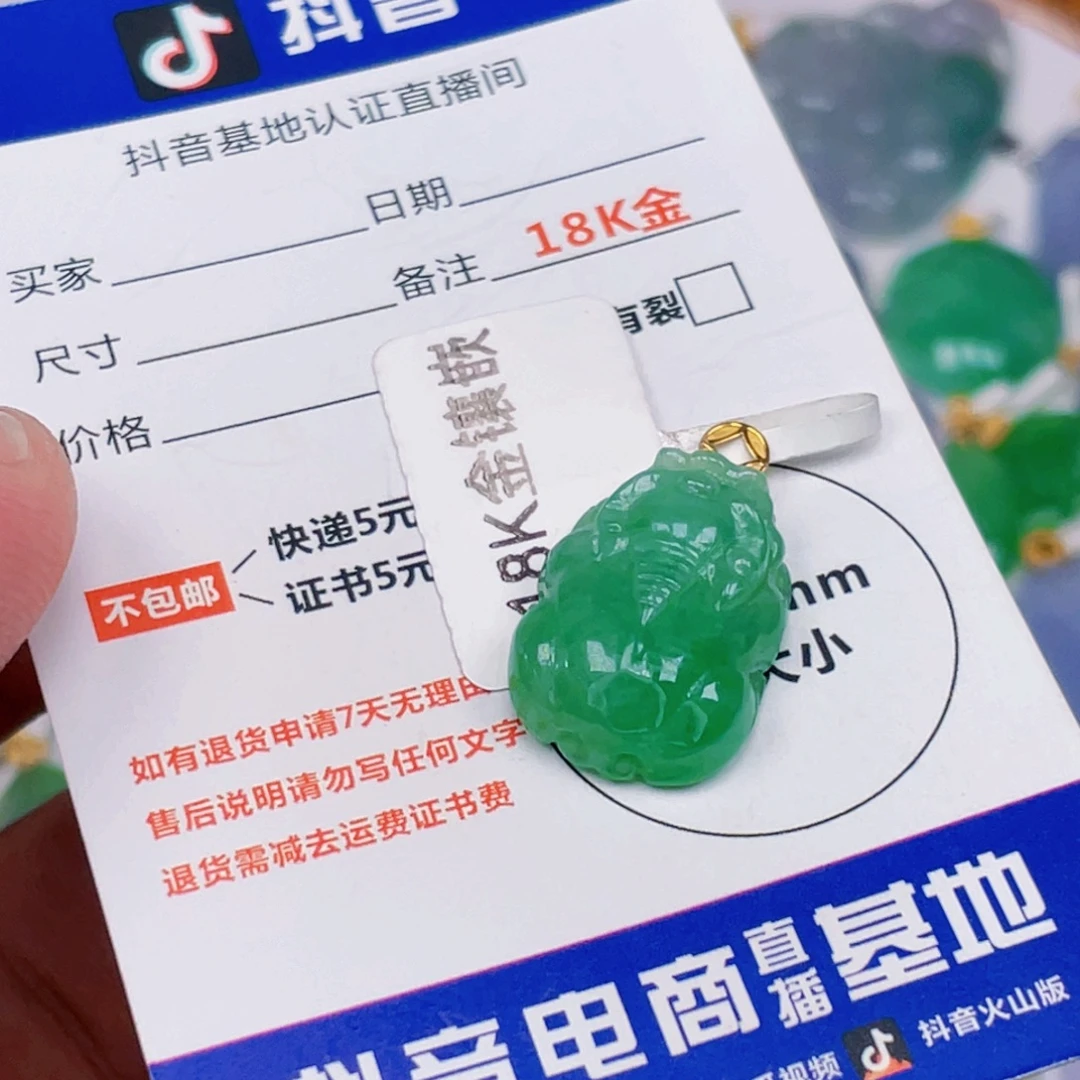 抖音
抖音基地认证直播间
日期
买家
18K金
备注
尺寸
有裂
价格
18K金镶嵌
快递5元
不包邮
证书5元
mm
大小
如有退货申请7天无理由
售后说明请勿写任何文字
退货需减去运费证书费
抖音电商直播基地
视频
抖音火山版